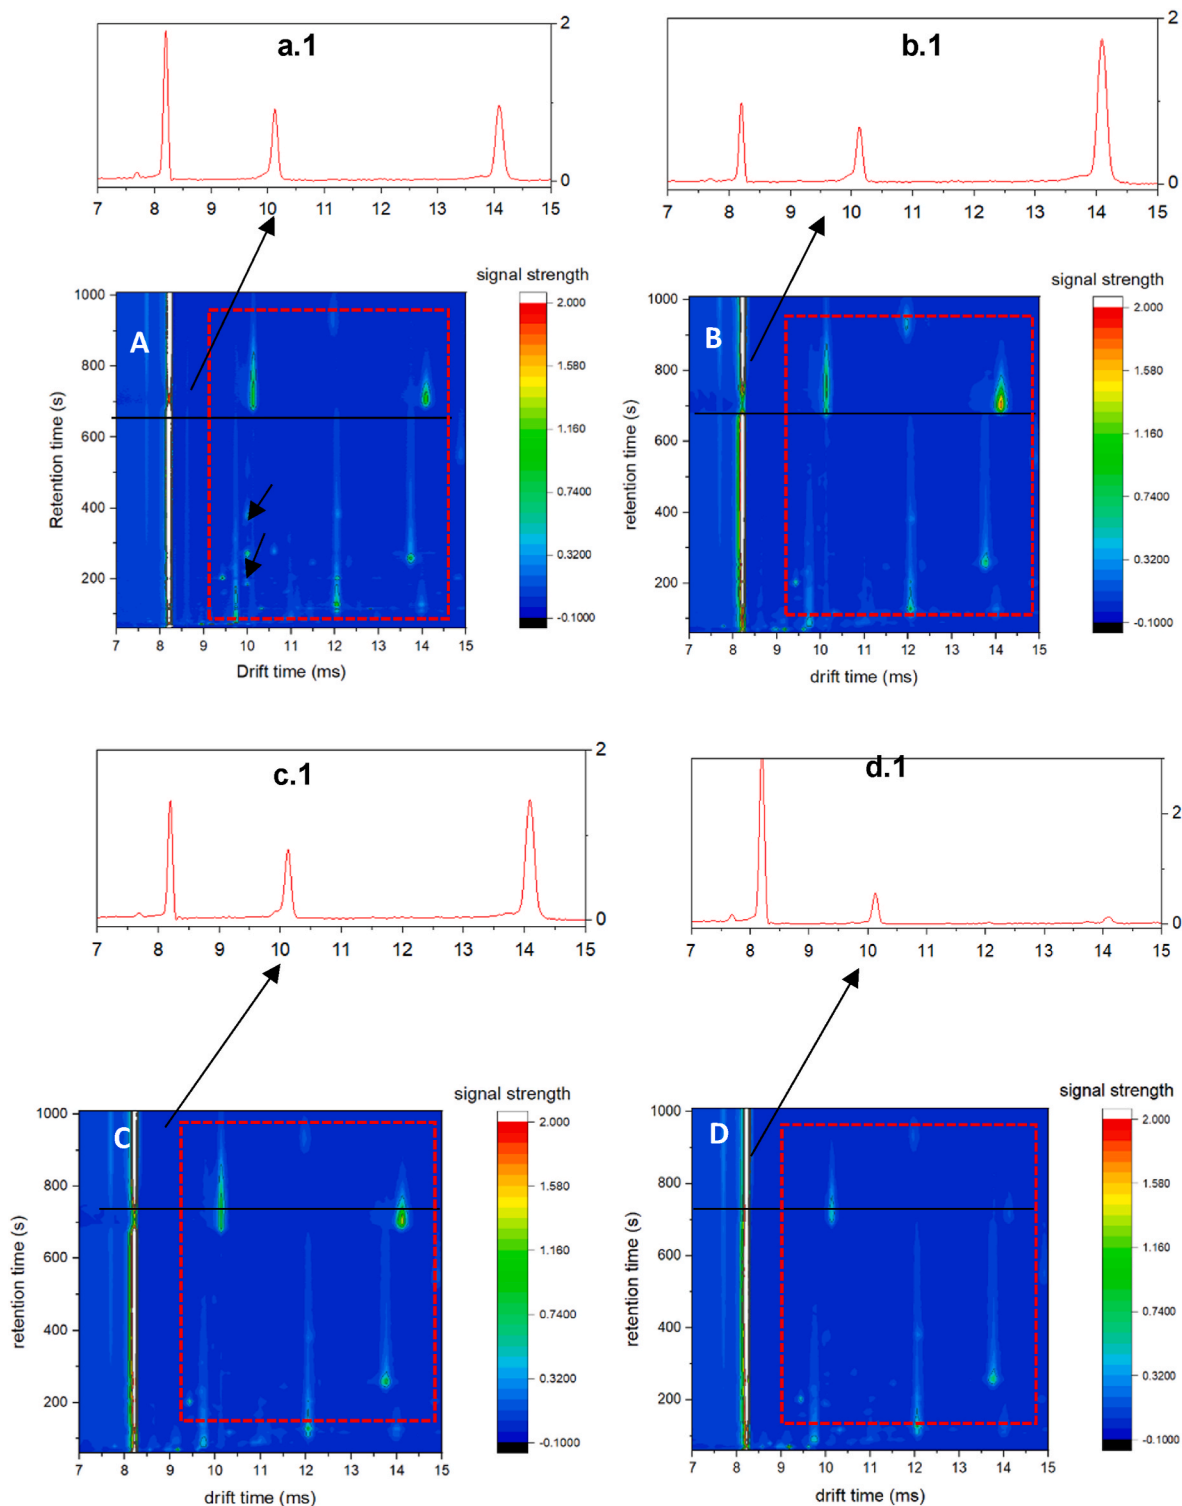 a.1
2
1
0
7 8 9 10 11 12 13 14 15
b.1
2
1
0
7 8 9 10 11 12 13 14 15
signal strength
A
1000
800
600
400
200
Retention time (s)
7 8 9 10 11 12 13 14 15
Drift time (ms)
2.000
1.580
1.160
0.7400
0.3200
-0.1000
signal strength
B
1000
800
600
400
200
retention time (s)
7 8 9 10 11 12 13 14 15
drift time (ms)
2.000
1.580
1.160
0.7400
0.3200
-0.1000
c.1
2
0
7 8 9 10 11 12 13 14 15
d.1
2
0
7 8 9 10 11 12 13 14 15
signal strength
C
1000
800
600
400
200
retention time (s)
7 8 9 10 11 12 13 14 15
drift time (ms)
2.000
1.580
1.160
0.7400
0.3200
-0.1000
signal strength
D
1000
800
600
400
200
retention time (s)
7 8 9 10 11 12 13 14 15
drift time (ms)
2.000
1.580
1.160
0.7400
0.3200
-0.1000